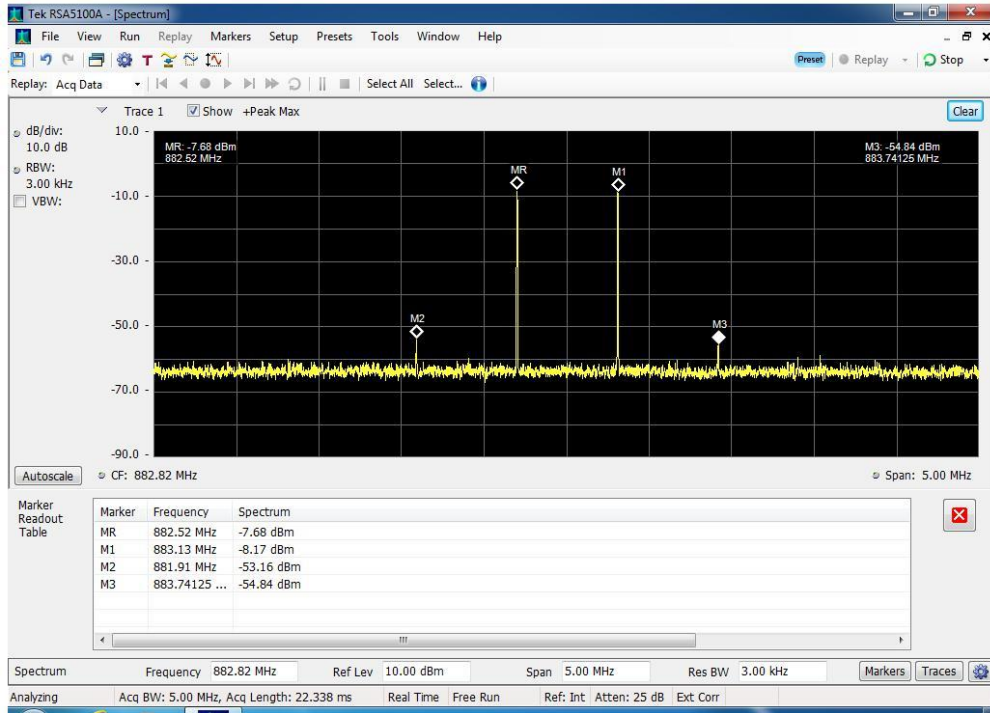 Tek RSA5100A - [Spectrum]
File View Run Replay Markers Setup Presets Tools Window Help
T
Preset Replay Stop
Replay: Acq Data Select All Select...
Trace 1 Show +Peak Max Clear
dB/div:
10.0 dB
RBW:
3.00 kHz
VBW:
10.0
-10.0
-30.0
-50.0
-70.0
-90.0
MR: -7.68 dBm
882.52 MHz
M3: -54.84 dBm
883.74125 MHz
MR
M1
M2
M3
Autoscale CF: 882.82 MHz Span: 5.00 MHz
Marker
Readout
Table
Marker Frequency Spectrum
MR 882.52 MHz -7.68 dBm
M1 883.13 MHz -8.17 dBm
M2 881.91 MHz -53.16 dBm
M3 883.74125 ... -54.84 dBm
Spectrum Frequency 882.82 MHz Ref Lev 10.00 dBm Span 5.00 MHz Res BW 3.00 kHz Markers Traces
Analyzing Acq BW: 5.00 MHz, Acq Length: 22.338 ms Real Time Free Run Ref: Int Atten: 25 dB Ext Corr